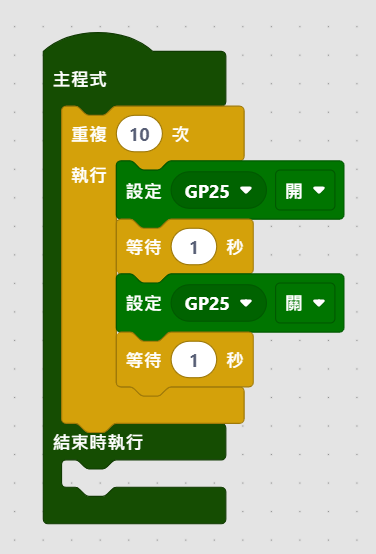 主程式
重複 10 次
執行
設定 GP25 開
等待 1 秒
設定 GP25 關
等待 1 秒
結束時執行